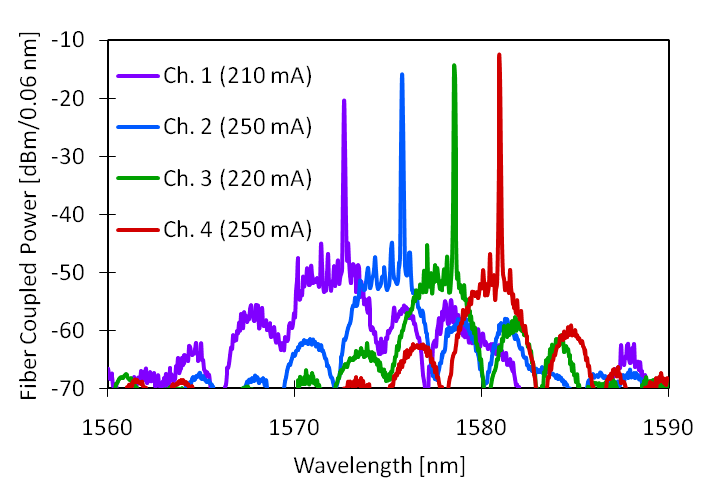 Fiber Coupled Power [dBm/0.06 nm]
-10
-20
-30
-40
-50
-60
-70
Ch. 1 (210 mA)
Ch. 2 (250 mA)
Ch. 3 (220 mA)
Ch. 4 (250 mA)
1560 1570 1580 1590
Wavelength [nm]